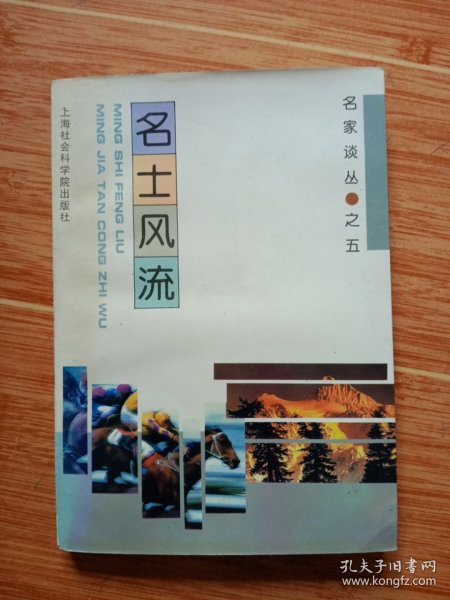 名家谈丛●之五
名士风流
MING SHI FENG LIU
MING JIA TAN CONG ZHI WU
上海社会科学院出版社
孔夫子旧书网
www.kongfz.com